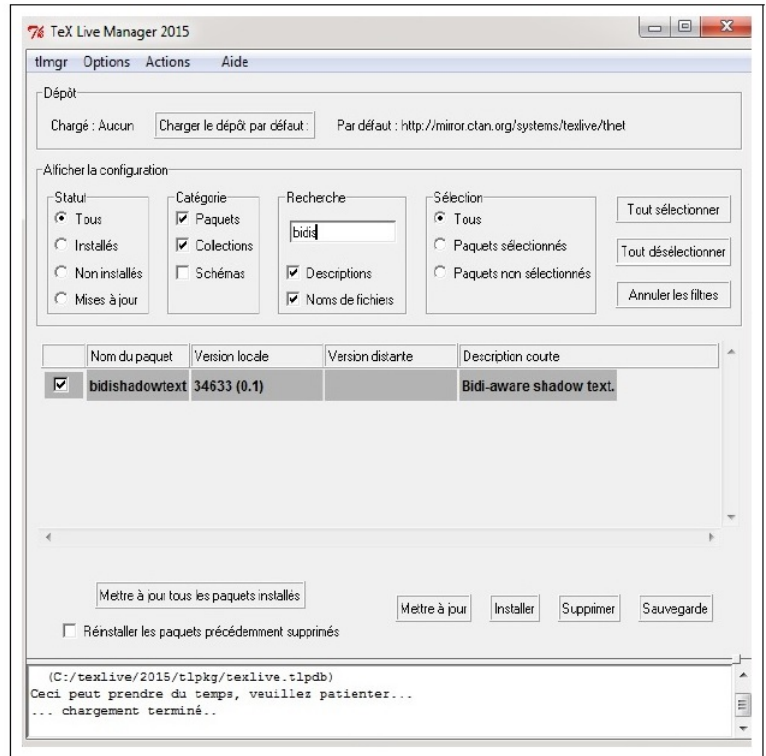 TeX Live Manager 2015
tlmgr Options Actions Aide
Dépôt
Chargé : Aucun Charger le dépôt par défaut : Par défaut : http://mirror.ctan.org/systems/texlive/tlnet
Afficher la configuration
Statut Catégorie Recherche Sélection
Tous Paquets bidis Tous Tout sélectionner
Installés Collections Paquets sélectionnés Tout désélectionner
Non installés Schémas Descriptions Paquets non sélectionnés
Mises à jour Noms de fichiers Annuler les filtres
Nom du paquet Version locale Version distante Description courte
bidishadowtext 34633 (0.1) Bidi-aware shadow text.
Mettre à jour tous les paquets installés
Mettre à jour Installer Supprimer Sauvegarde
Réinstaller les paquets précédemment supprimés
(C:/texlive/2015/tlpkg/texlive.tlpdb)
Ceci peut prendre du temps, veuillez patienter...
... chargement terminé..